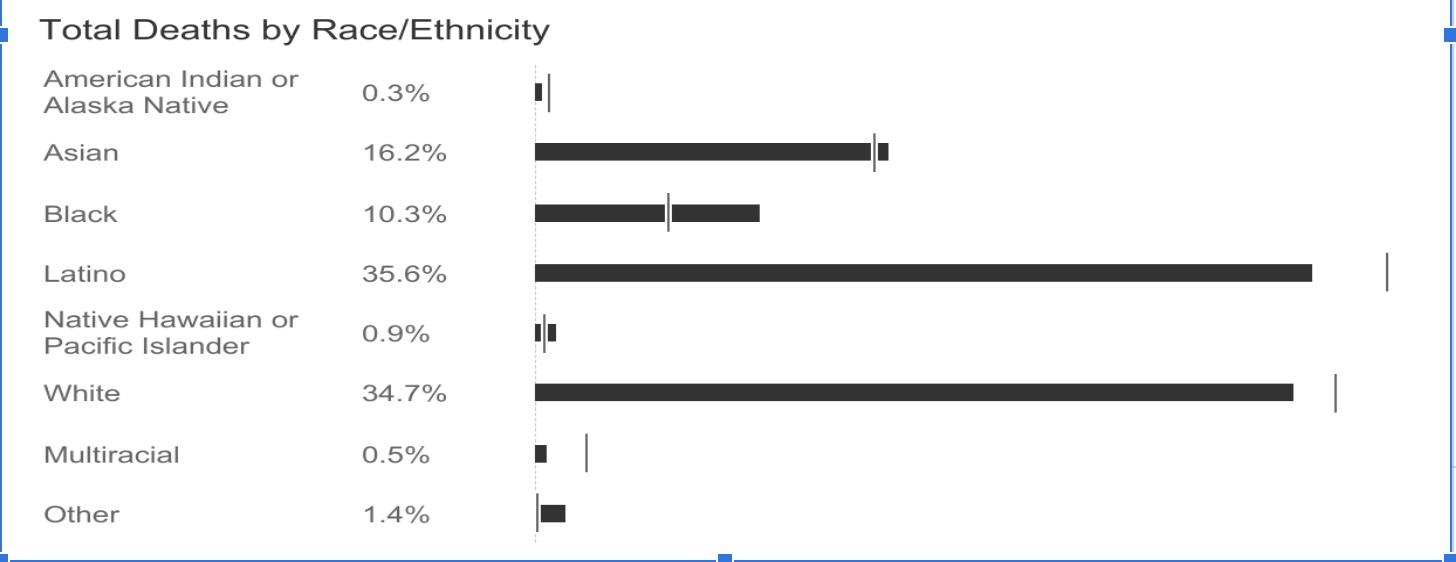 Total Deaths by Race/Ethnicity
American Indian or
Alaska Native
0.3%
Asian 16.2%
Black 10.3%
Latino 35.6%
Native Hawaiian or
Pacific Islander
0.9%
White 34.7%
Multiracial 0.5%
Other 1.4%